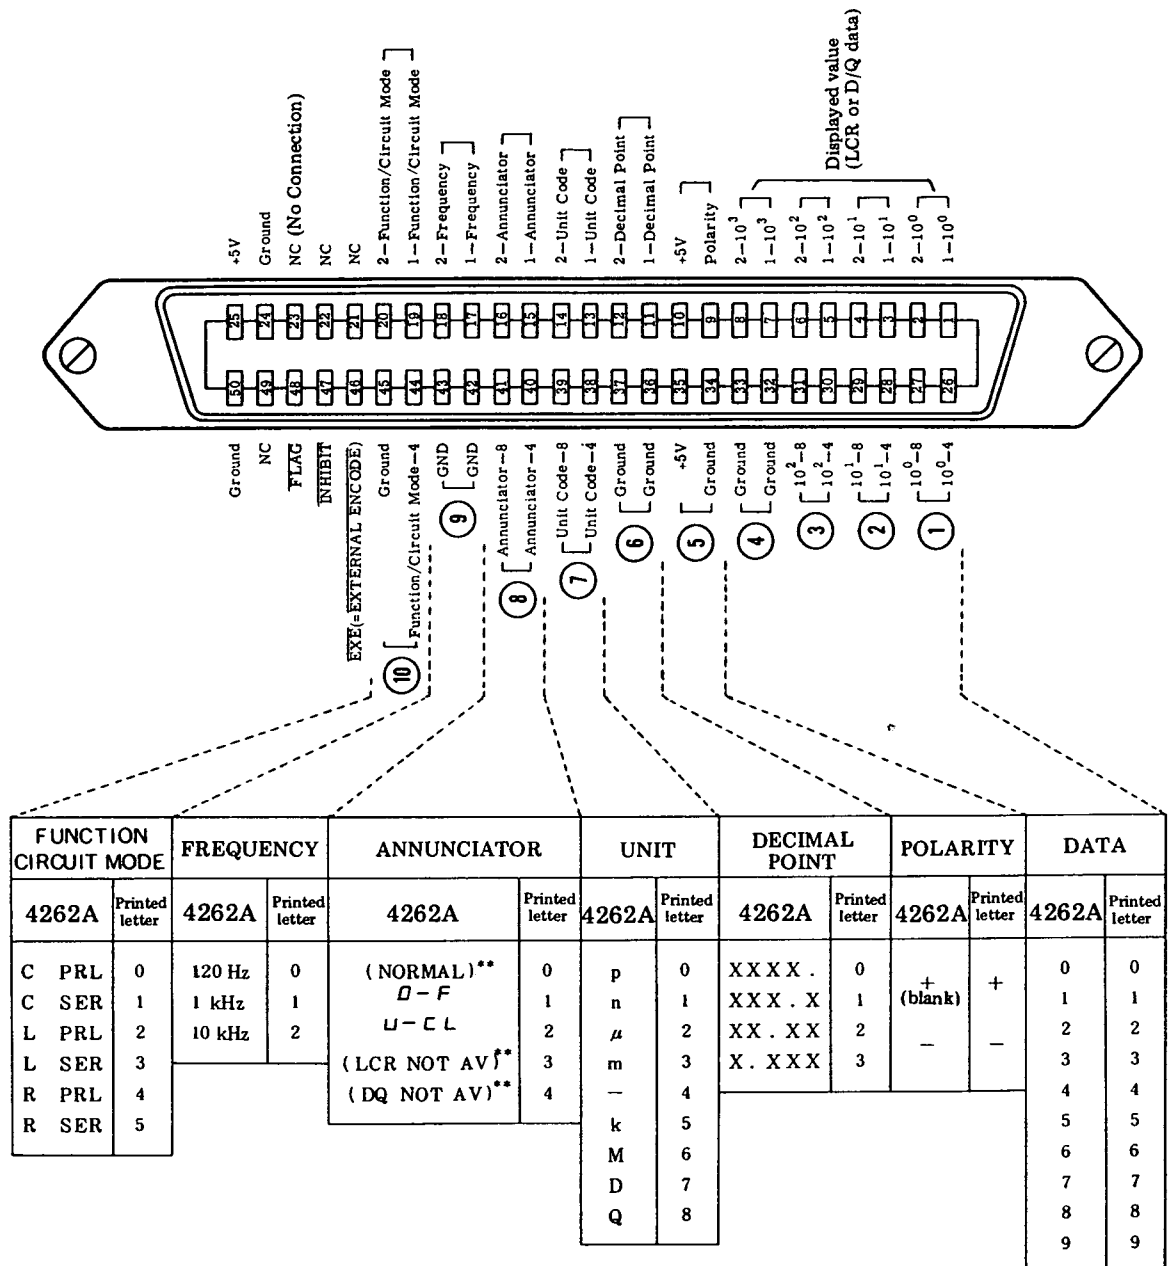 Displayed value
(LCR or D/Q data)
+5V
Ground
NC (No Connection)
NC
NC
2-Function/Circuit Mode
1-Function/Circuit Mode
2-Frequency
1-Frequency
2-Annunciator
1-Annunciator
2-Unit Code
1-Unit Code
2-Decimal Point
1-Decimal Point
+5V
Polarity
2-10³
1-10³
2-10²
1-10²
2-10¹
1-10¹
2-10⁰
1-10⁰
25 24 23 22 21 20 19 18 17 16 15 14 13 12 11 10 9 8 7 6 5 4 3 2 1
50 49 48 47 46 45 44 43 42 41 40 39 38 37 36 35 34 33 32 31 30 29 28 27 26
Ground
NC
FLAG
INHIBIT
EXE(=EXTERNAL ENCODE)
Ground
Function/Circuit Mode-4
GND
GND
Annunciator-8
Annunciator-4
Unit Code-8
Unit Code-4
Ground
Ground
+5V
Ground
Ground
Ground
10²-8
10²-4
10¹-8
10¹-4
10⁰-8
10⁰-4
10 9 8 7 6 5 4 3 2 1
FUNCTION CIRCUIT MODE
4262A Printed letter
C PRL 0
C SER 1
L PRL 2
L SER 3
R PRL 4
R SER 5
FREQUENCY
4262A Printed letter
120 Hz 0
1 kHz 1
10 kHz 2
ANNUNCIATOR
4262A Printed letter
(NORMAL)** 0
O-F 1
U-CL 2
(LCR NOT AV)** 3
(DQ NOT AV)** 4
UNIT
4262A Printed letter
p 0
n 1
μ 2
m 3
— 4
k 5
M 6
D 7
Q 8
DECIMAL POINT
4262A Printed letter
XXXX. 0
XXX.X 1
XX.XX 2
X.XXX 3
POLARITY
4262A Printed letter
+ +
(blank)
— —
DATA
4262A Printed letter
0 0
1 1
2 2
3 3
4 4
5 5
6 6
7 7
8 8
9 9